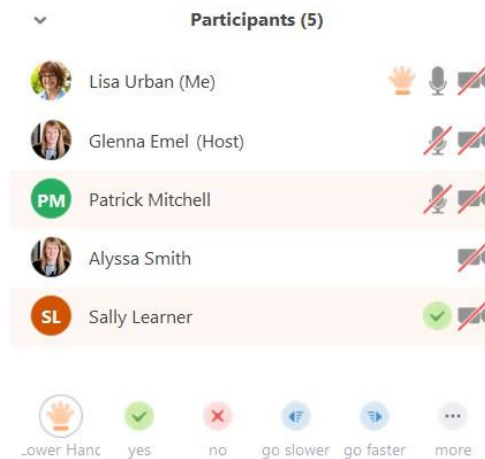 Participants (5)
Lisa Urban (Me)
Glenna Emel (Host)
PM Patrick Mitchell
Alyssa Smith
SL Sally Learner
ower Hand yes no go slower go faster more